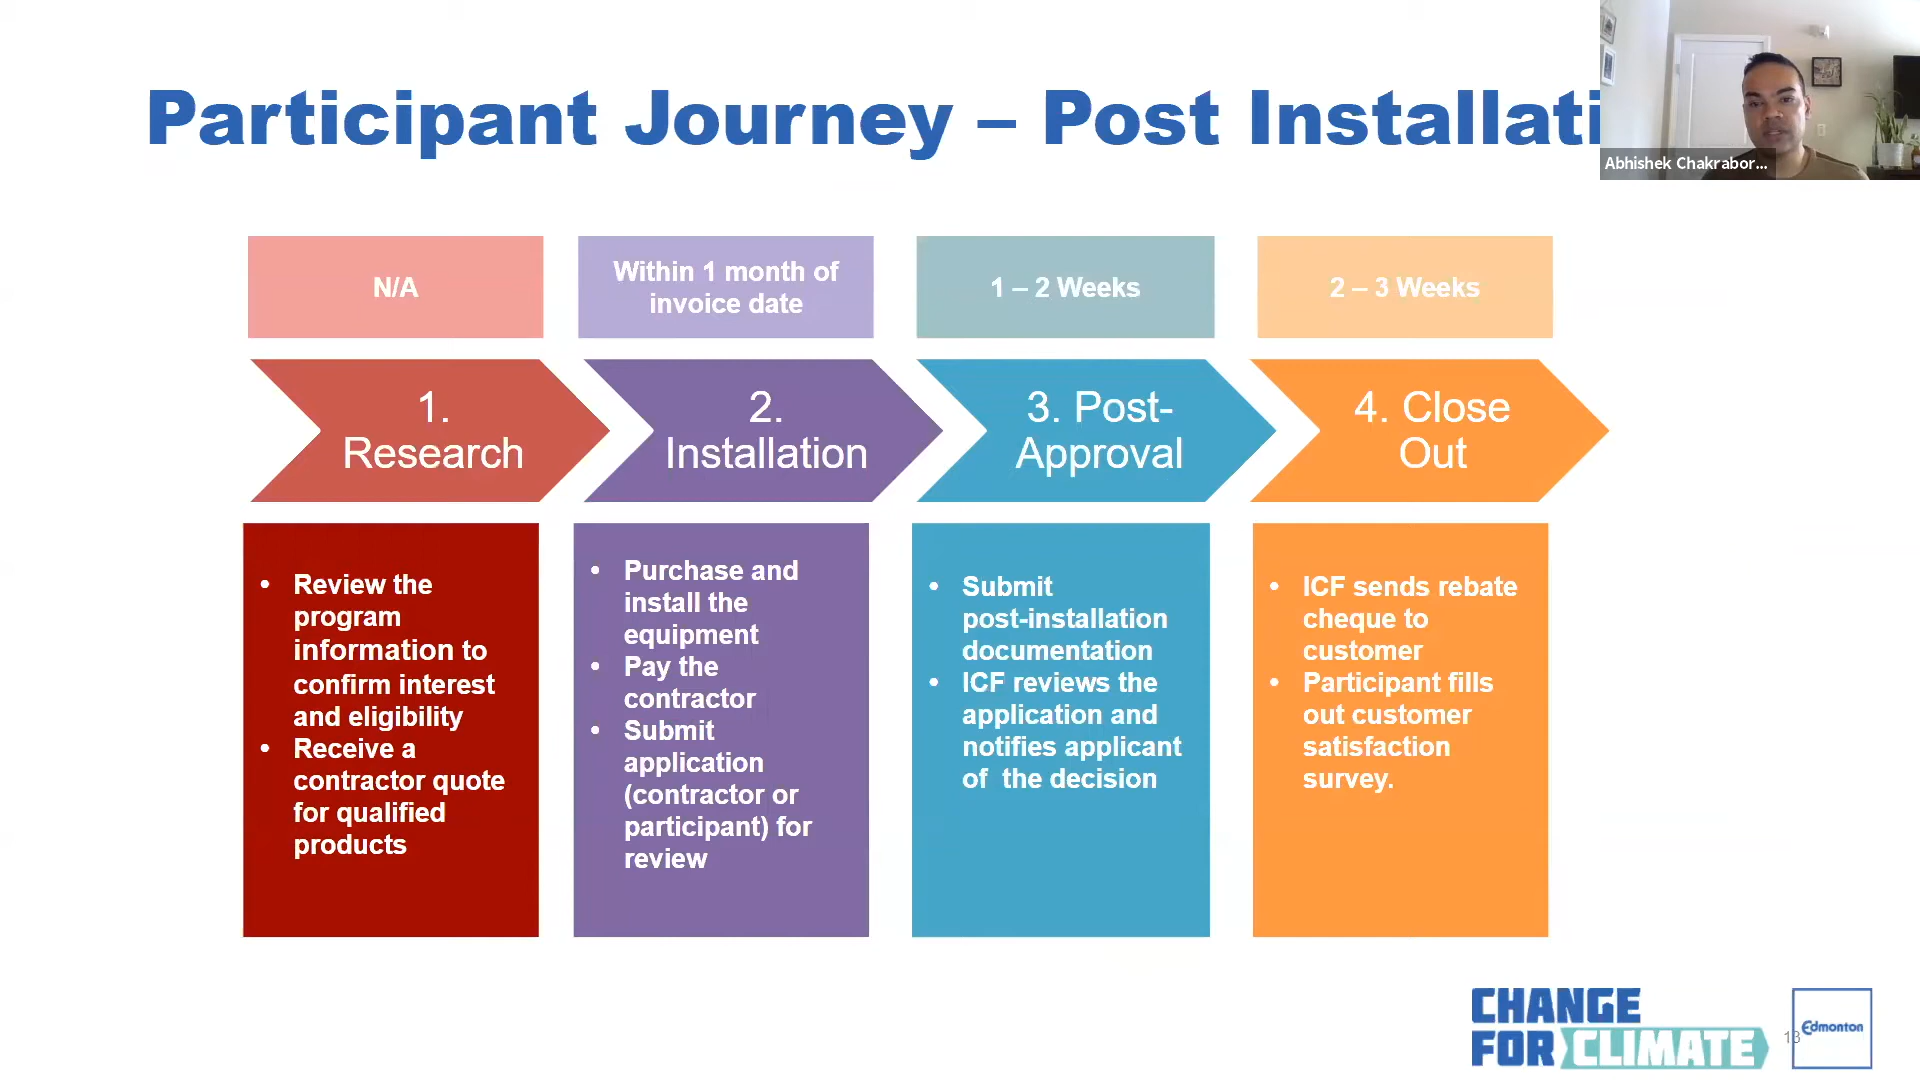 Participant Journey – Post Installati
Abhishek Chakrabor...
N/A
Within 1 month of
invoice date
1 – 2 Weeks
2 – 3 Weeks
1.
Research
2.
Installation
3. Post-
Approval
4. Close
Out
• Review the
program
information to
confirm interest
and eligibility
• Receive a
contractor quote
for qualified
products
• Purchase and
install the
equipment
• Pay the
contractor
• Submit
application
(contractor or
participant) for
review
• Submit
post-installation
documentation
• ICF reviews the
application and
notifies applicant
of  the decision
• ICF sends rebate
cheque to
customer
• Participant fills
out customer
satisfaction
survey.
CHANGE
FOR CLIMATE
13
Edmonton